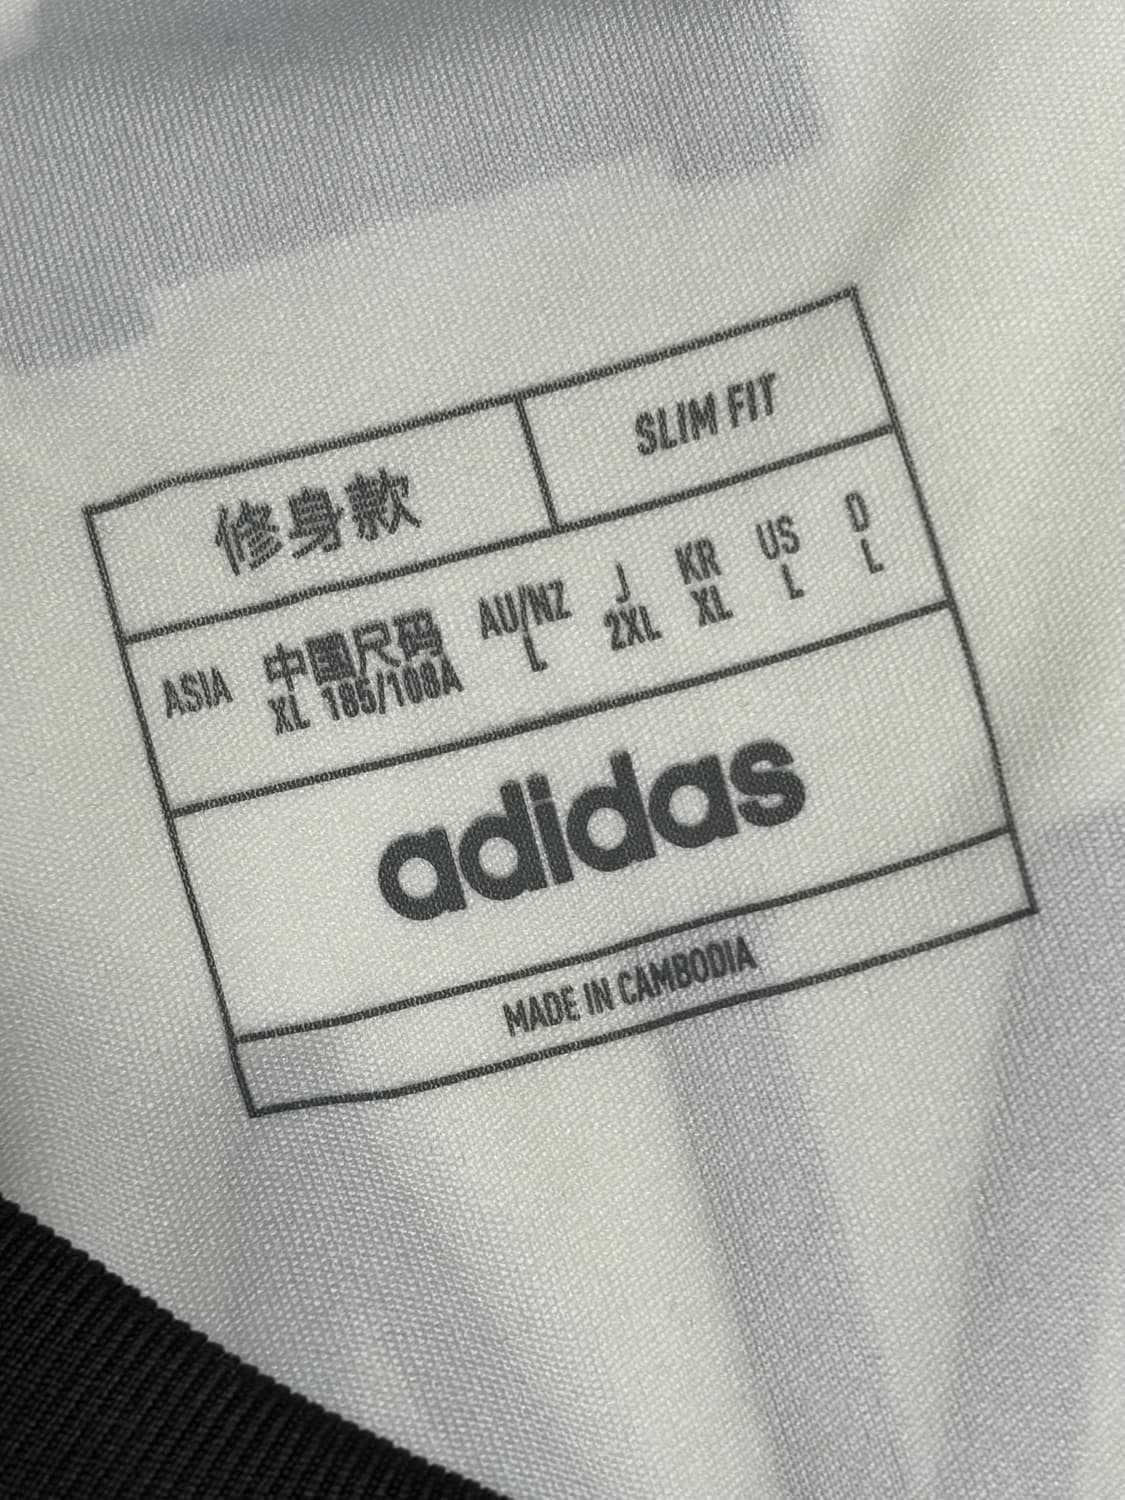 修身款 SLIM FIT
ASIA 中國尺码 AU/NZ J KR US D
XL 185/108A L 2XL XL L L
adidas
MADE IN CAMBODIA